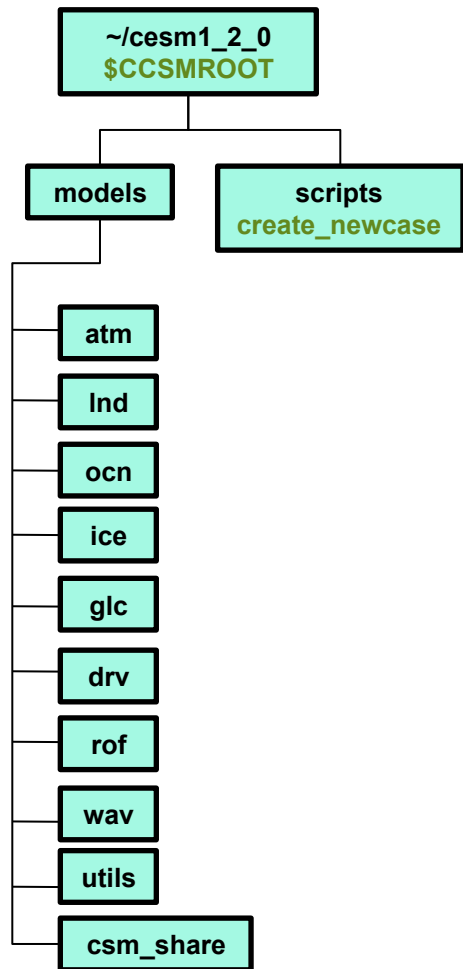 ~/cesm1_2_0
$CCSMROOT
models
scripts
create_newcase
atm
lnd
ocn
ice
glc
drv
rof
wav
utils
csm_share